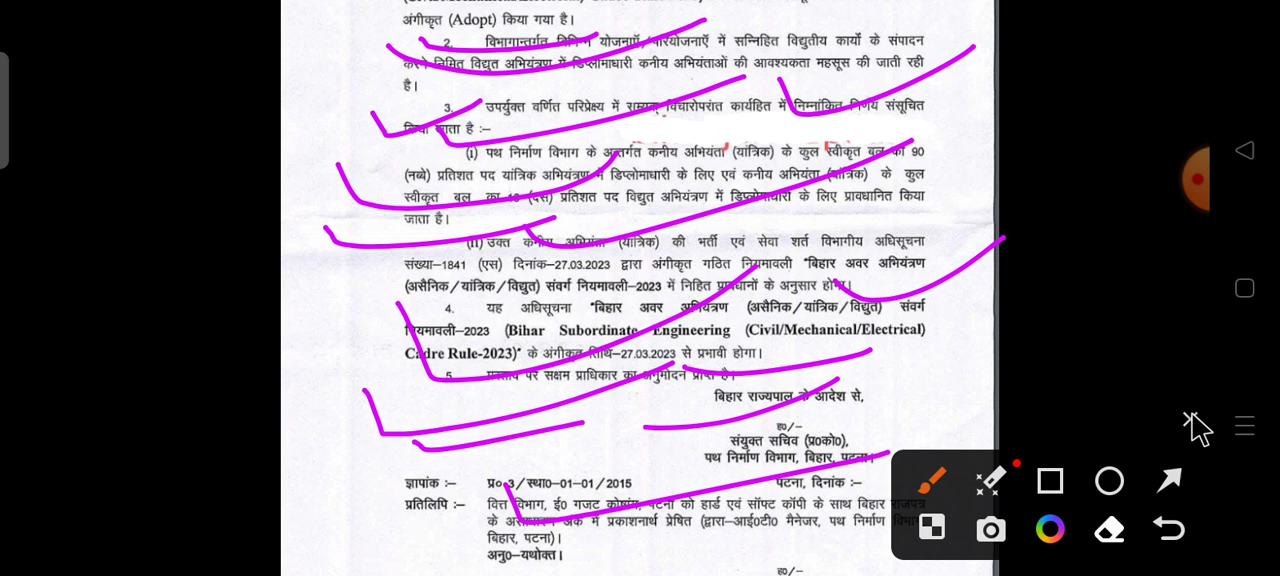 अंगीकृत (Adopt) किया गया है।
2. विभागान्तर्गत विभिन्न योजनाएँ/परियोजनाएँ में सन्निहित विद्युतीय कार्यो के संपादन
करने निमित विद्युत अभियंत्रण में डिप्लोमाधारी कनीय अभियंताओं की आवश्यकता महसूस की जाती रही
है।
3. उपर्युक्त वर्णित परिप्रेक्ष्य में सम्यक् विचारोपरांत कार्यहित में निम्नांकित निर्णय संसूचित
किया जाता है :–
(i) पथ निर्माण विभाग के अन्तर्गत कनीय अभियंता (यांत्रिक) के कुल स्वीकृत बल का 90
(नब्बे) प्रतिशत पद यांत्रिक अभियंत्रण में डिप्लोमाधारी के लिए एवं कनीय अभियंता (यांत्रिक) के कुल
स्वीकृत बल का 10 (दस) प्रतिशत पद विद्युत अभियंत्रण में डिप्लोमाधारी के लिए प्रावधानित किया
जाता है।
(ii) उक्त कनीय अभियंता (यांत्रिक) की भर्ती एवं सेवा शर्त विभागीय अधिसूचना
संख्या–1841 (एस) दिनांक–27.03.2023 द्वारा अंगीकृत गठित नियमावली "बिहार अवर अभियंत्रण
(असैनिक/यांत्रिक/विद्युत) संवर्ग नियमावली–2023 में निहित प्रावधानों के अनुसार होगा।
4. यह अधिसूचना "बिहार अवर अभियंत्रण (असैनिक/यांत्रिक/विद्युत) संवर्ग
नियमावली–2023 (Bihar Subordinate Engineering (Civil/Mechanical/Electrical)
Cadre Rule-2023)" के अंगीकृत तिथि–27.03.2023 से प्रभावी होगा।
5. प्रस्ताव पर सक्षम प्राधिकार का अनुमोदन प्राप्त है।
बिहार राज्यपाल के आदेश से,
ह०/–
संयुक्त सचिव (प्र०को०),
पथ निर्माण विभाग, बिहार, पटना।
ज्ञापांक :– प्र०3/स्था0–01–01/2015 पटना, दिनांक :–
प्रतिलिपि :– वित्त विभाग, ई0 गजट कोषांग, पटना को हार्ड एवं सॉफ्ट कॉपी के साथ बिहार राजपत्र
के असाधारण अंक में प्रकाशनार्थ प्रेषित (द्वारा–आई0टी0 मैनेजर, पथ निर्माण विभाग
बिहार, पटना)।
अनु0–यथोक्त।
ह०/–